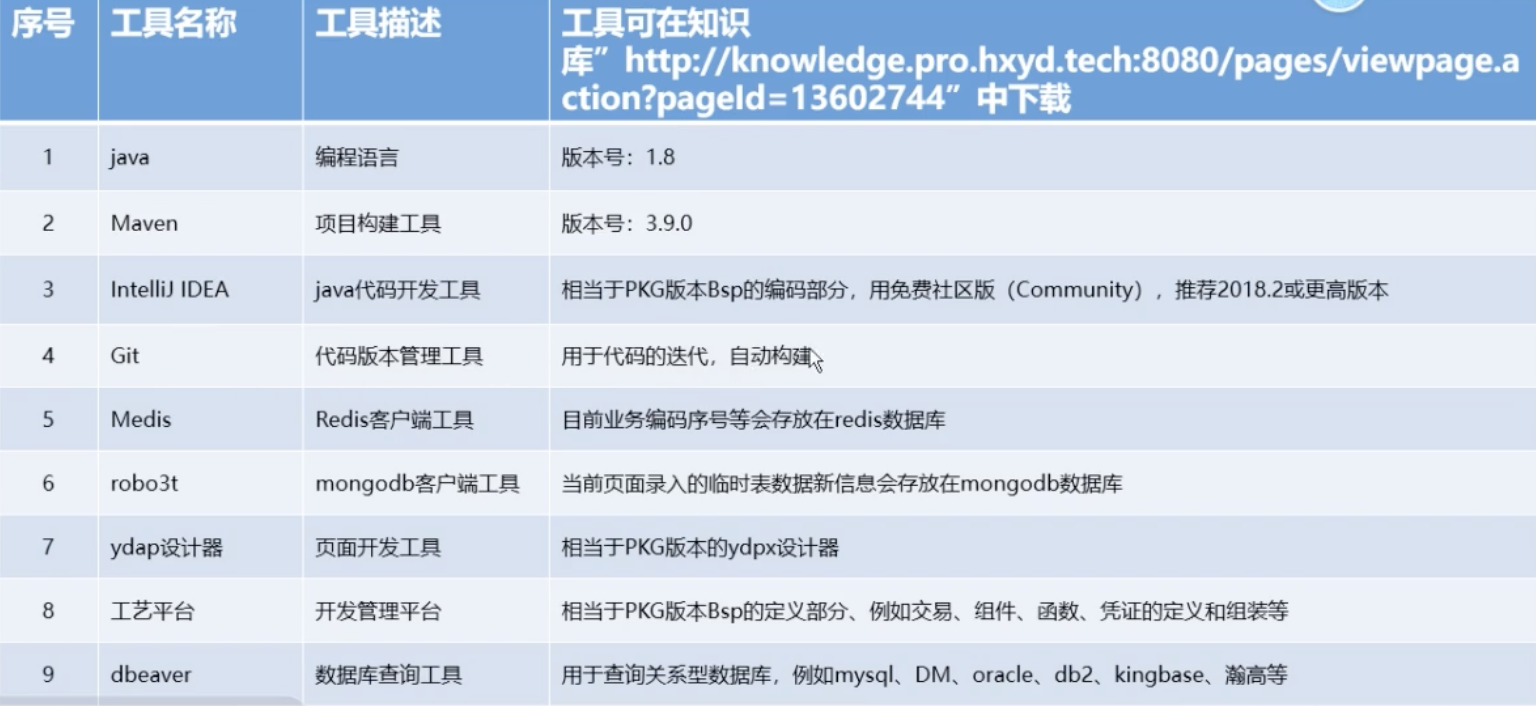 序号 工具名称 工具描述 工具可在知识
库”http://knowledge.pro.hxyd.tech:8080/pages/viewpage.a
ction?pageId=13602744”中下载
1 java 编程语言 版本号：1.8
2 Maven 项目构建工具 版本号：3.9.0
3 IntelliJ IDEA java代码开发工具 相当于PKG版本Bsp的编码部分，用免费社区版（Community），推荐2018.2或更高版本
4 Git 代码版本管理工具 用于代码的迭代，自动构建
5 Medis Redis客户端工具 目前业务编码序号等会存放在redis数据库
6 robo3t mongodb客户端工具 当前页面录入的临时表数据新信息会存放在mongodb数据库
7 ydap设计器 页面开发工具 相当于PKG版本的ydpx设计器
8 工艺平台 开发管理平台 相当于PKG版本Bsp的定义部分、例如交易、组件、函数、凭证的定义和组装等
9 dbeaver 数据库查询工具 用于查询关系型数据库，例如mysql、DM、oracle、db2、kingbase、瀚高等